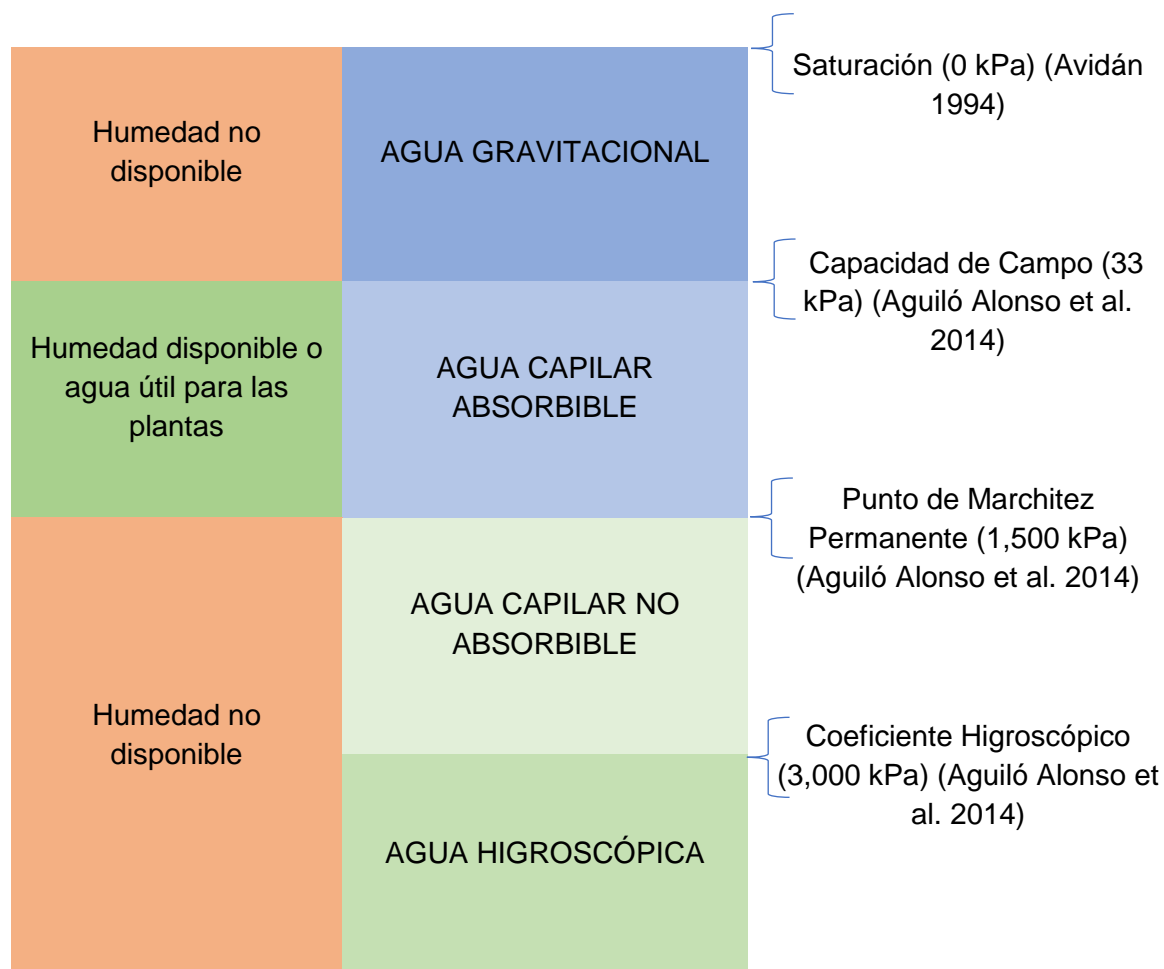 Saturación (0 kPa) (Avidán
1994)
Humedad no
disponible
AGUA GRAVITACIONAL
Capacidad de Campo (33
kPa) (Aguiló Alonso et al.
2014)
Humedad disponible o
agua útil para las
plantas
AGUA CAPILAR
ABSORBIBLE
Punto de Marchitez
Permanente (1,500 kPa)
(Aguiló Alonso et al. 2014)
AGUA CAPILAR NO
ABSORBIBLE
Humedad no
disponible
Coeficiente Higroscópico
(3,000 kPa) (Aguiló Alonso et
al. 2014)
AGUA HIGROSCÓPICA